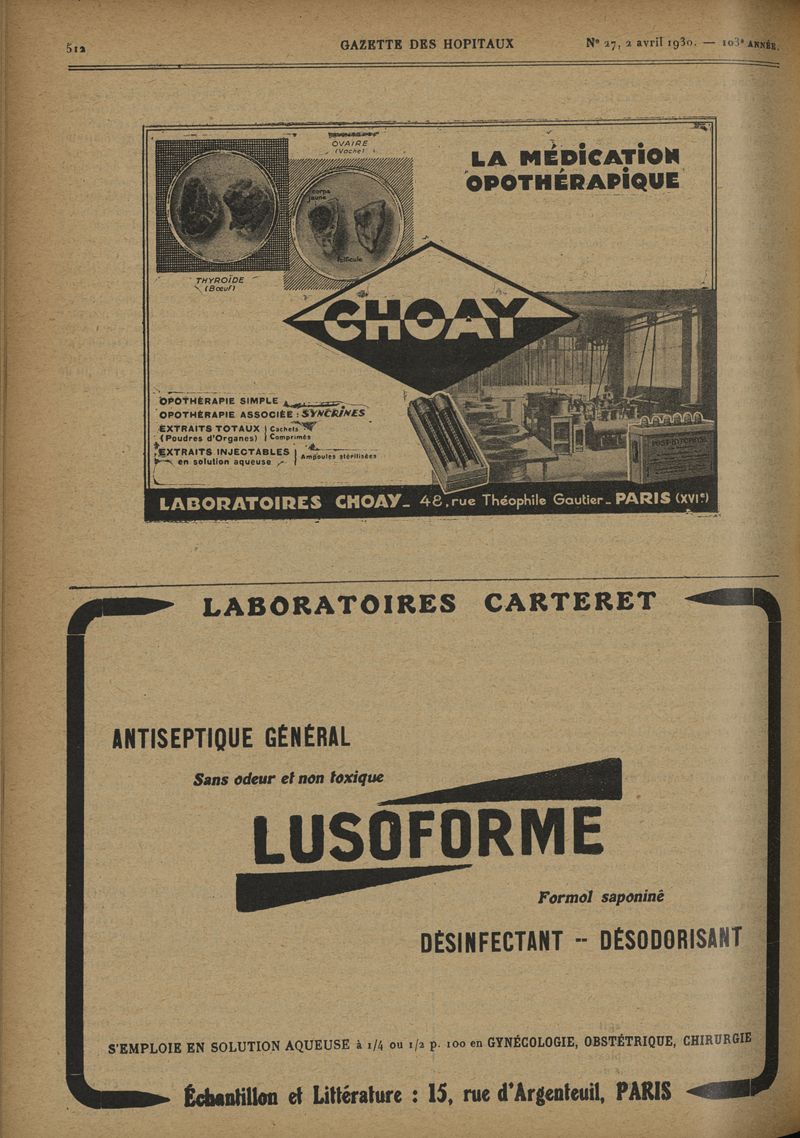 512
GAZETTE DES HOPITAUX
N° 27, 2 avril 1930. — 103e ANNÉE.
OVAIRE
(Vache)
LA MÉDICATION
OPOTHÉRAPIQUE
corps
jaune
follicule
THYROÏDE
(Bœuf)
CHOAY
OPOTHÉRAPIE SIMPLE
OPOTHÉRAPIE ASSOCIÉE : SYNCRINES
EXTRAITS TOTAUX | Cachets
(Poudres d'Organes) | Comprimés
EXTRAITS INJECTABLES | Ampoules stérilisées
en solution aqueuse
LABORATOIRES CHOAY_ 48, rue Théophile Gautier_ PARIS (XVIe)
LABORATOIRES CARTERET
ANTISEPTIQUE GÉNÉRAL
Sans odeur et non toxique
LUSOFORME
Formol saponiné
DÉSINFECTANT -- DÉSODORISANT
S'EMPLOIE EN SOLUTION AQUEUSE à 1/4 ou 1/2 p. 100 en GYNÉCOLOGIE, OBSTÉTRIQUE, CHIRURGIE
Échantillon et Littérature : 15, rue d'Argenteuil, PARIS